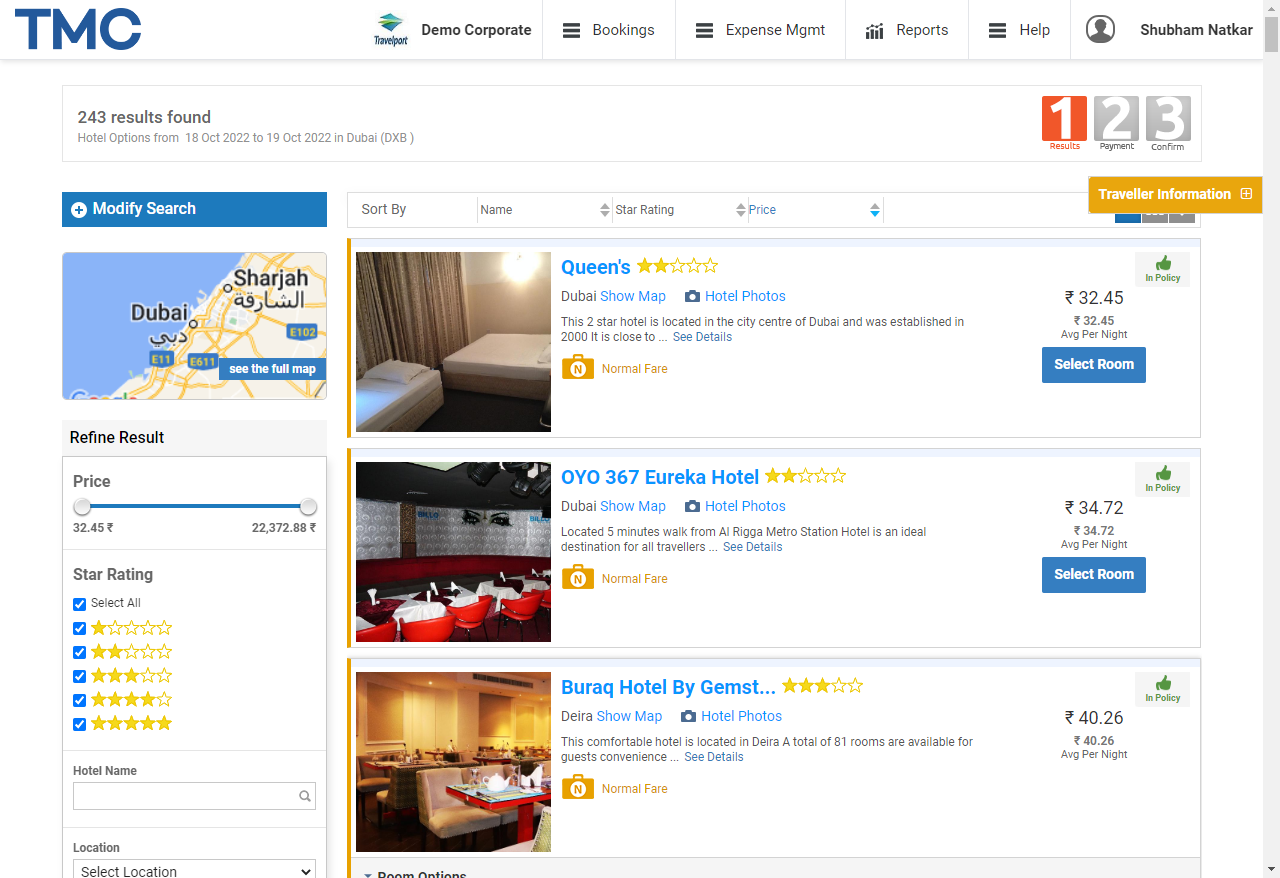 TMC
Travelport
Demo Corporate
Bookings
Expense Mgmt
Reports
Help
Shubham Natkar
243 results found
Hotel Options from 18 Oct 2022 to 19 Oct 2022 in Dubai (DXB )
1 2 3
Results Payment Confirm
Traveller Information
Modify Search
Sort By
Name
Star Rating
Price
Sharjah
الشارقة
Dubai
دبي
E102
E11
E611
see the full map
Google
Refine Result
Price
32.45 ₹ 22,372.88 ₹
Star Rating
Select All
Hotel Name
Location
Select Location
Queen's
In Policy
Dubai Show Map Hotel Photos
This 2 star hotel is located in the city centre of Dubai and was established in
2000 It is close to ... See Details
N Normal Fare
₹ 32.45
₹ 32.45
Avg Per Night
Select Room
BILLO
OYO 367 Eureka Hotel
In Policy
Dubai Show Map Hotel Photos
Located 5 minutes walk from Al Rigga Metro Station Hotel is an ideal
destination for all travellers ... See Details
N Normal Fare
₹ 34.72
₹ 34.72
Avg Per Night
Select Room
Buraq Hotel By Gemst...
In Policy
Deira Show Map Hotel Photos
This comfortable hotel is located in Deira A total of 81 rooms are available for
guests convenience ... See Details
N Normal Fare
₹ 40.26
₹ 40.26
Avg Per Night
Room Options